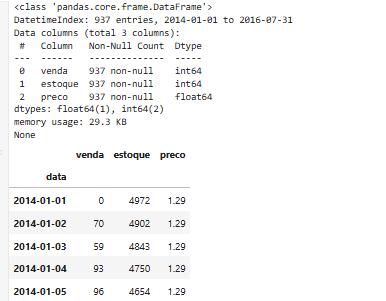 <class 'pandas.core.frame.DataFrame'>
DatetimeIndex: 937 entries, 2014-01-01 to 2016-07-31
Data columns (total 3 columns):
 #   Column   Non-Null Count  Dtype
---  ------   --------------  -----
 0   venda    937 non-null    int64
 1   estoque  937 non-null    int64
 2   preco    937 non-null    float64
dtypes: float64(1), int64(2)
memory usage: 29.3 KB
None
venda estoque preco
data
2014-01-01 0 4972 1.29
2014-01-02 70 4902 1.29
2014-01-03 59 4843 1.29
2014-01-04 93 4750 1.29
2014-01-05 96 4654 1.29